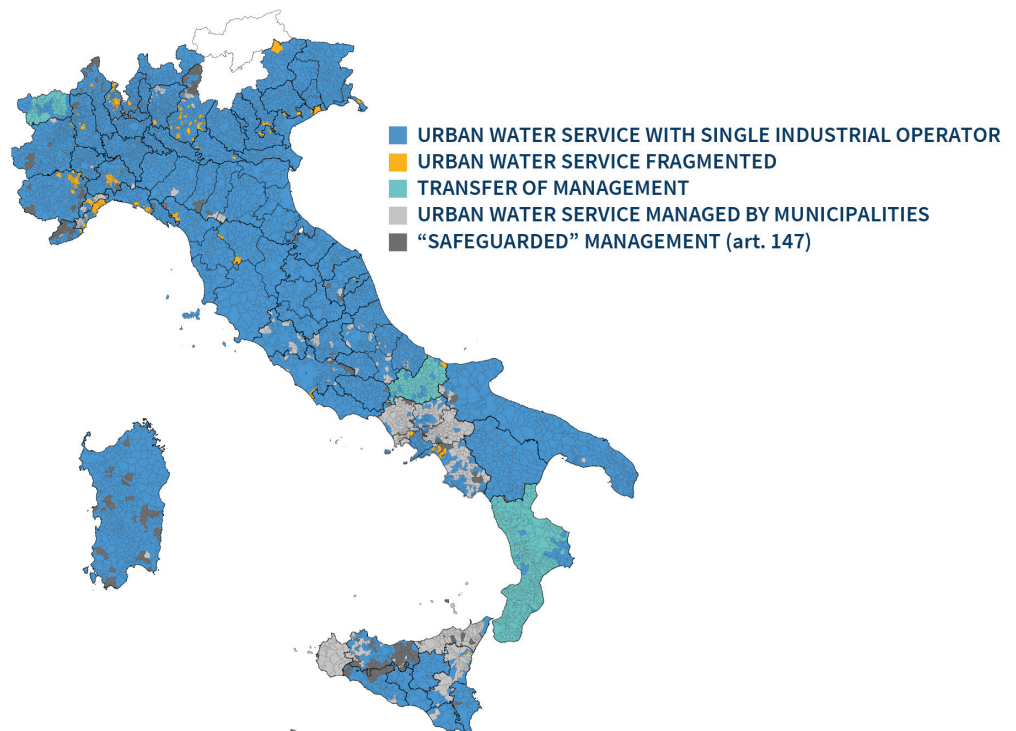 URBAN WATER SERVICE WITH SINGLE INDUSTRIAL OPERATOR
URBAN WATER SERVICE FRAGMENTED
TRANSFER OF MANAGEMENT
URBAN WATER SERVICE MANAGED BY MUNICIPALITIES
“SAFEGUARDED” MANAGEMENT (art. 147)